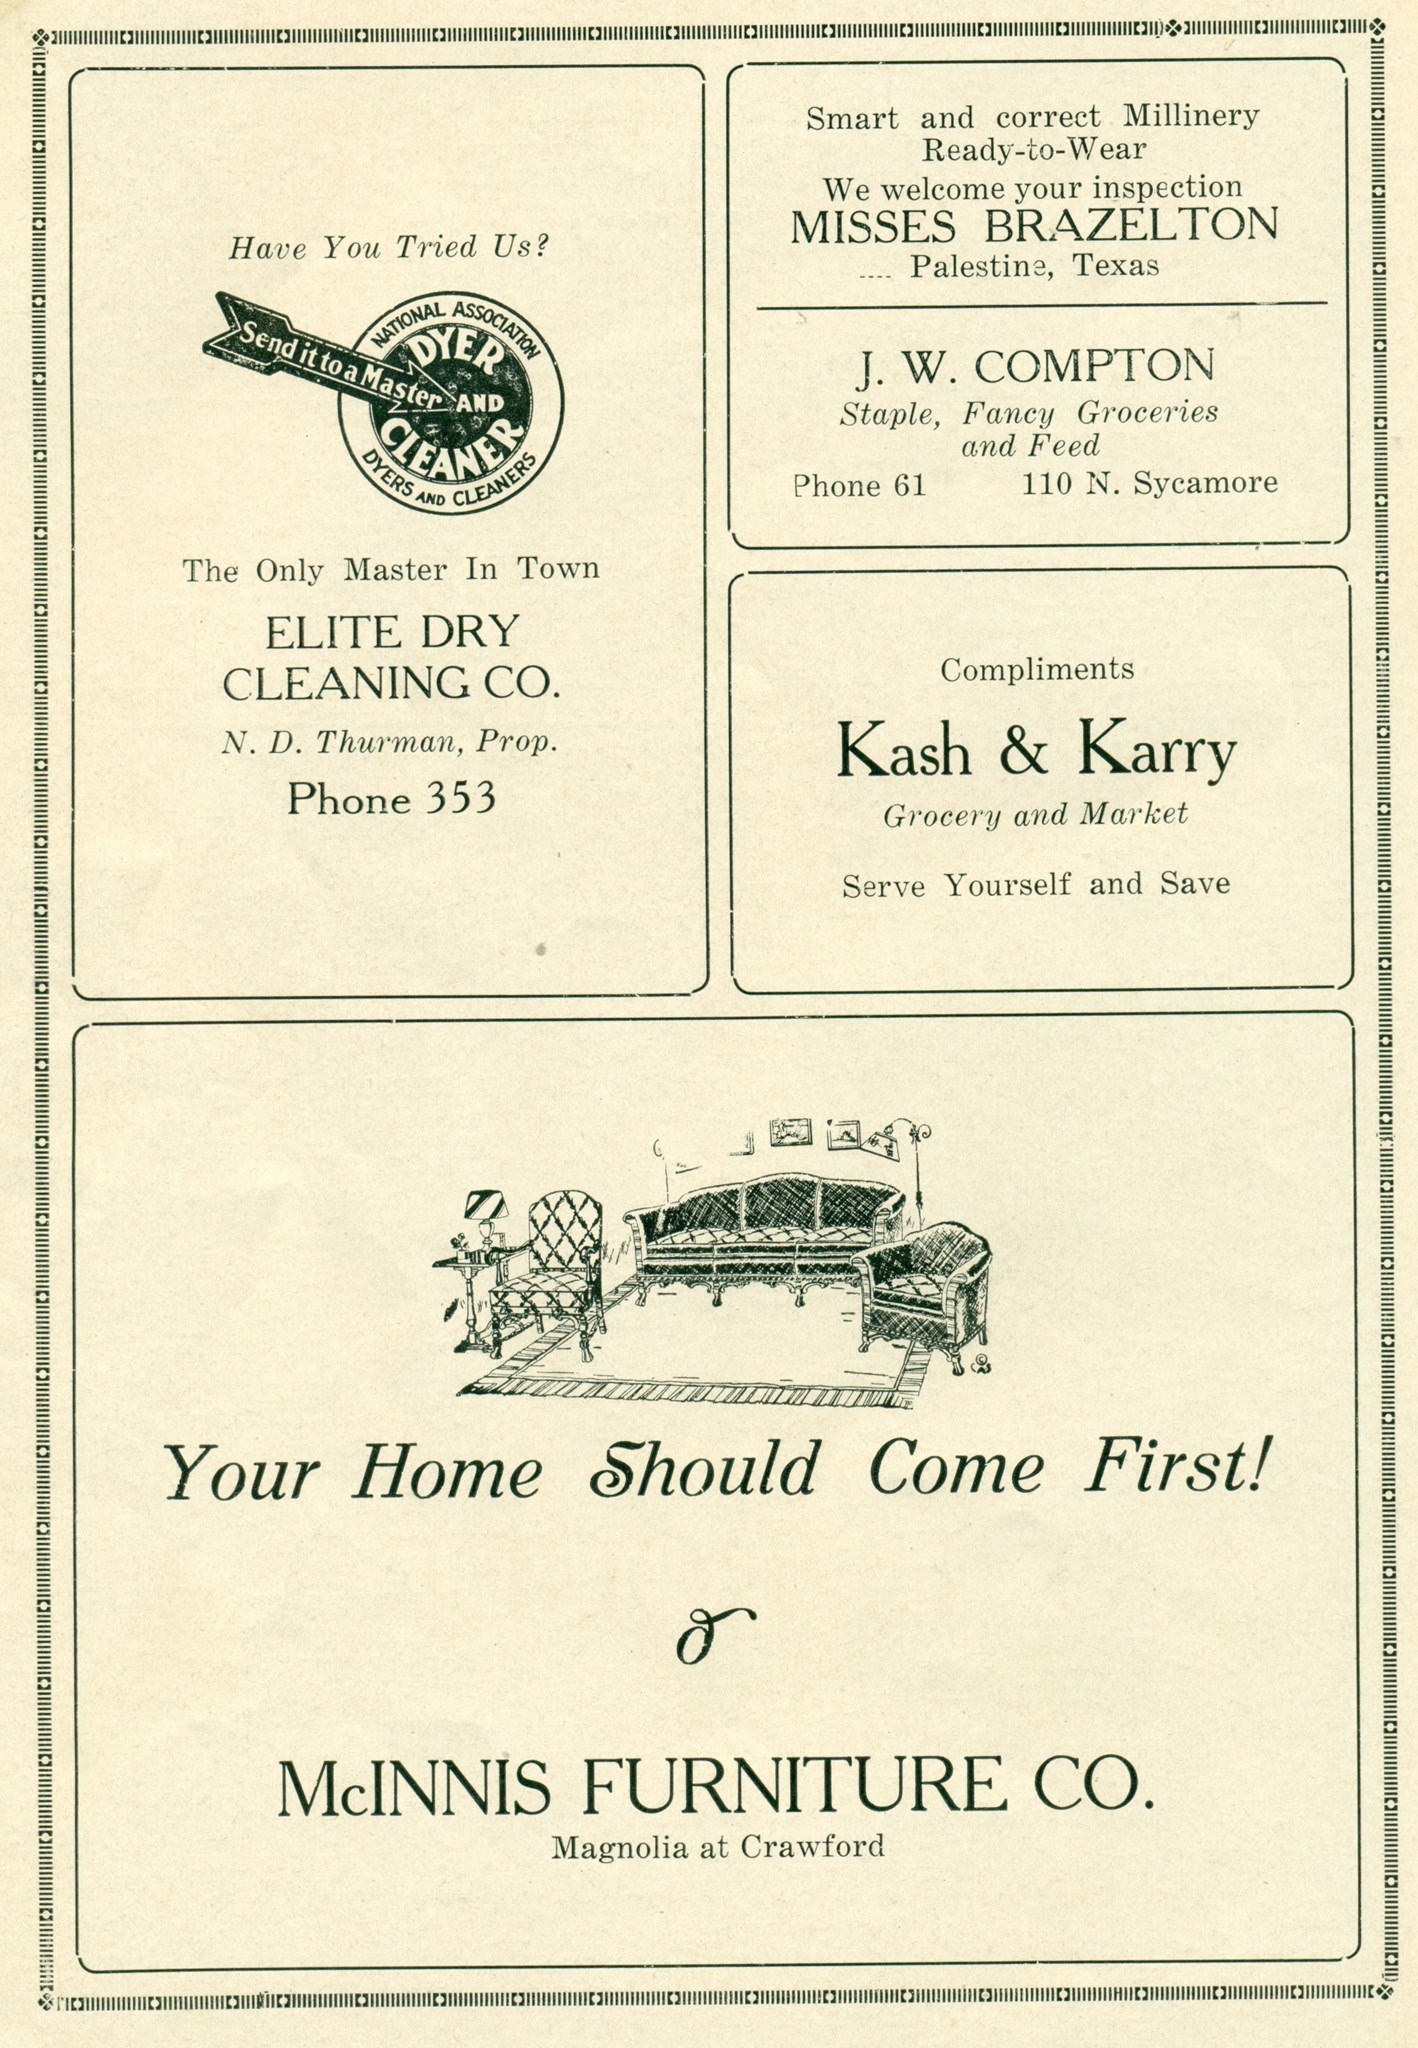 Have You Tried Us?
Send it to a Master
NATIONAL ASSOCIATION
DYER
AND
CLEANER
DYERS AND CLEANERS
The Only Master In Town
ELITE DRY
CLEANING CO.
N. D. Thurman, Prop.
Phone 353
Smart and correct Millinery
Ready-to-Wear
We welcome your inspection
MISSES BRAZELTON
.... Palestine, Texas
J. W. COMPTON
Staple, Fancy Groceries
and Feed
Phone 61 110 N. Sycamore
Compliments
Kash & Karry
Grocery and Market
Serve Yourself and Save
Your Home Should Come First!
McINNIS FURNITURE CO.
Magnolia at Crawford